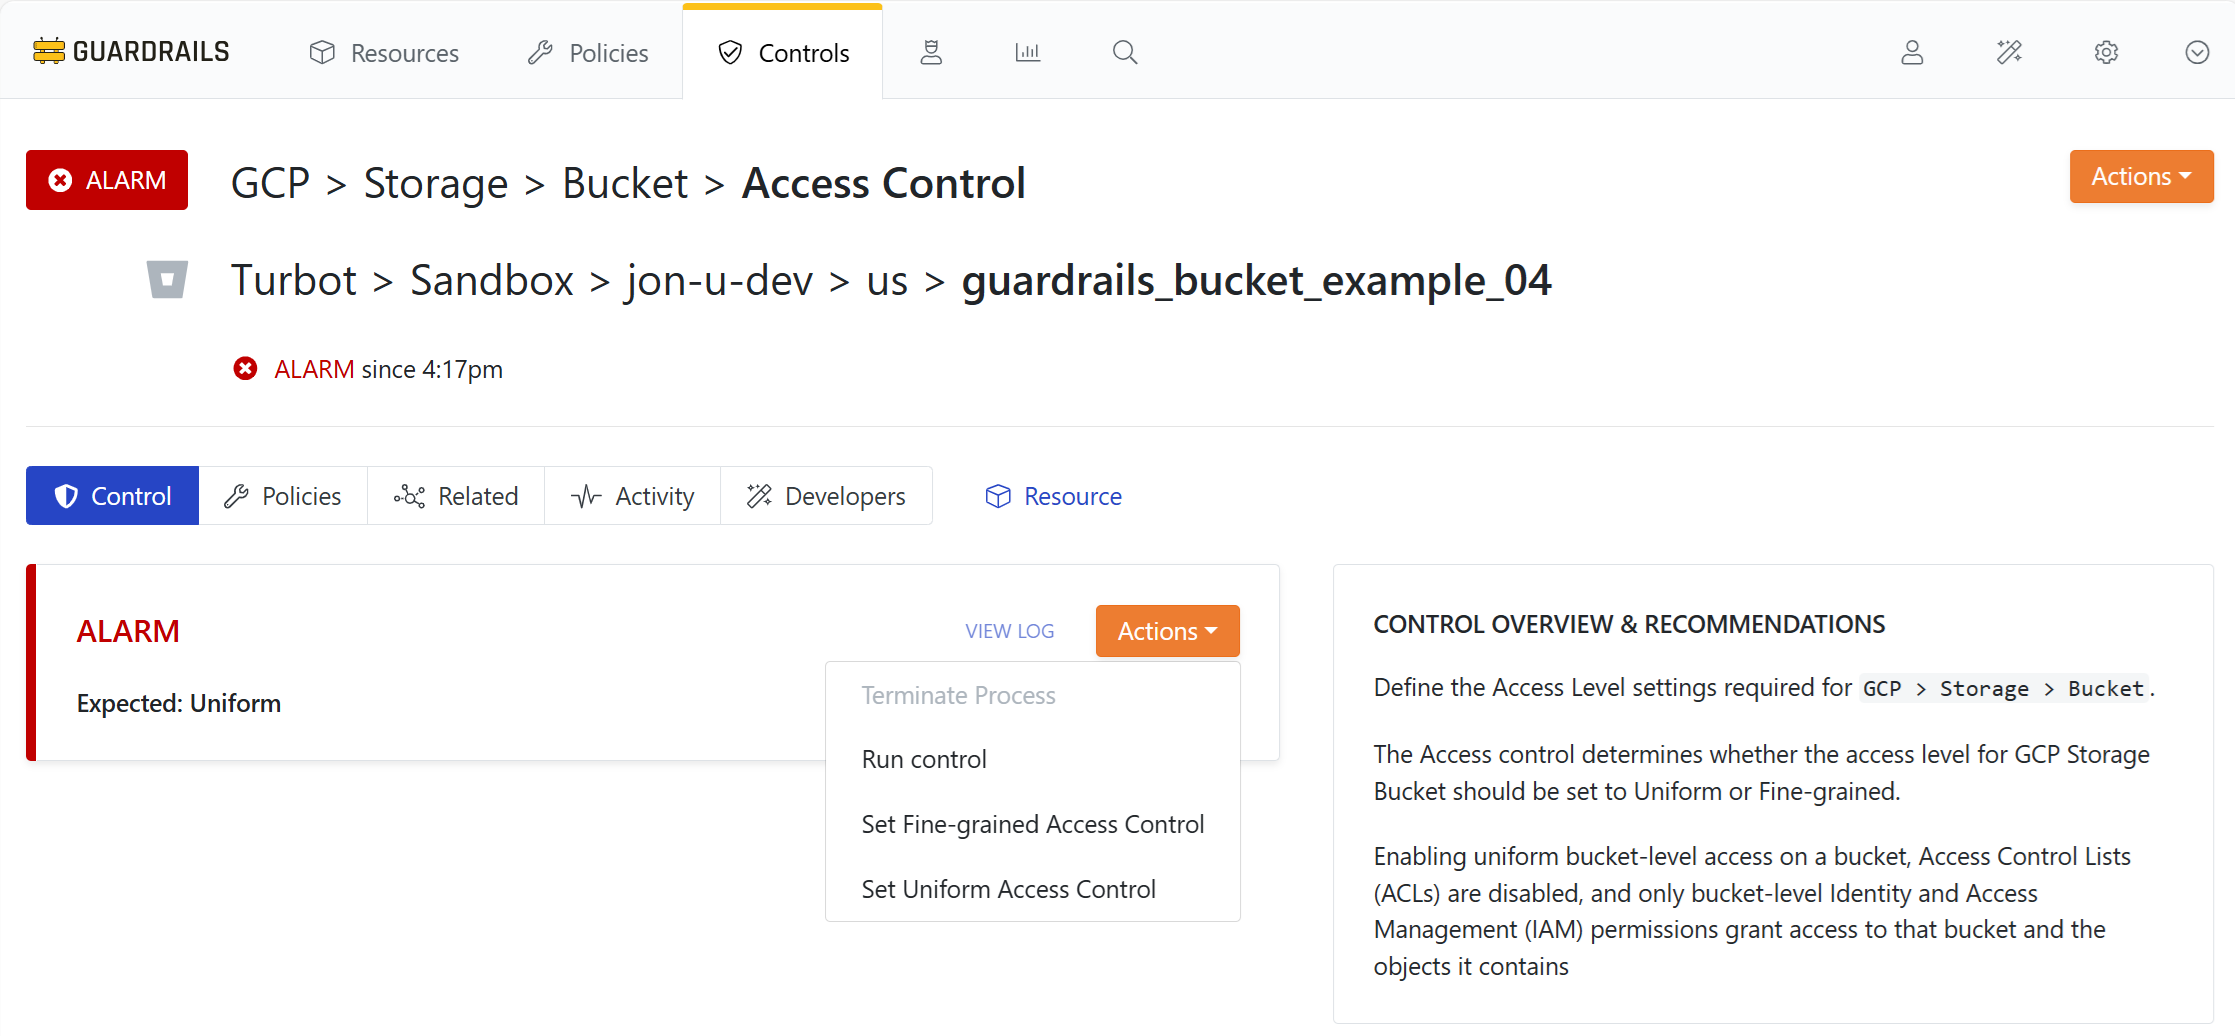 GUARDRAILS Resources Policies Controls
ALARM GCP > Storage > Bucket > Access Control Actions
Turbot > Sandbox > jon-u-dev > us > guardrails_bucket_example_04
ALARM since 4:17pm
Control Policies Related Activity Developers Resource
ALARM VIEW LOG Actions
Expected: Uniform
Terminate Process
Run control
Set Fine-grained Access Control
Set Uniform Access Control
CONTROL OVERVIEW & RECOMMENDATIONS
Define the Access Level settings required for GCP > Storage > Bucket.
The Access control determines whether the access level for GCP Storage
Bucket should be set to Uniform or Fine-grained.
Enabling uniform bucket-level access on a bucket, Access Control Lists
(ACLs) are disabled, and only bucket-level Identity and Access
Management (IAM) permissions grant access to that bucket and the
objects it contains